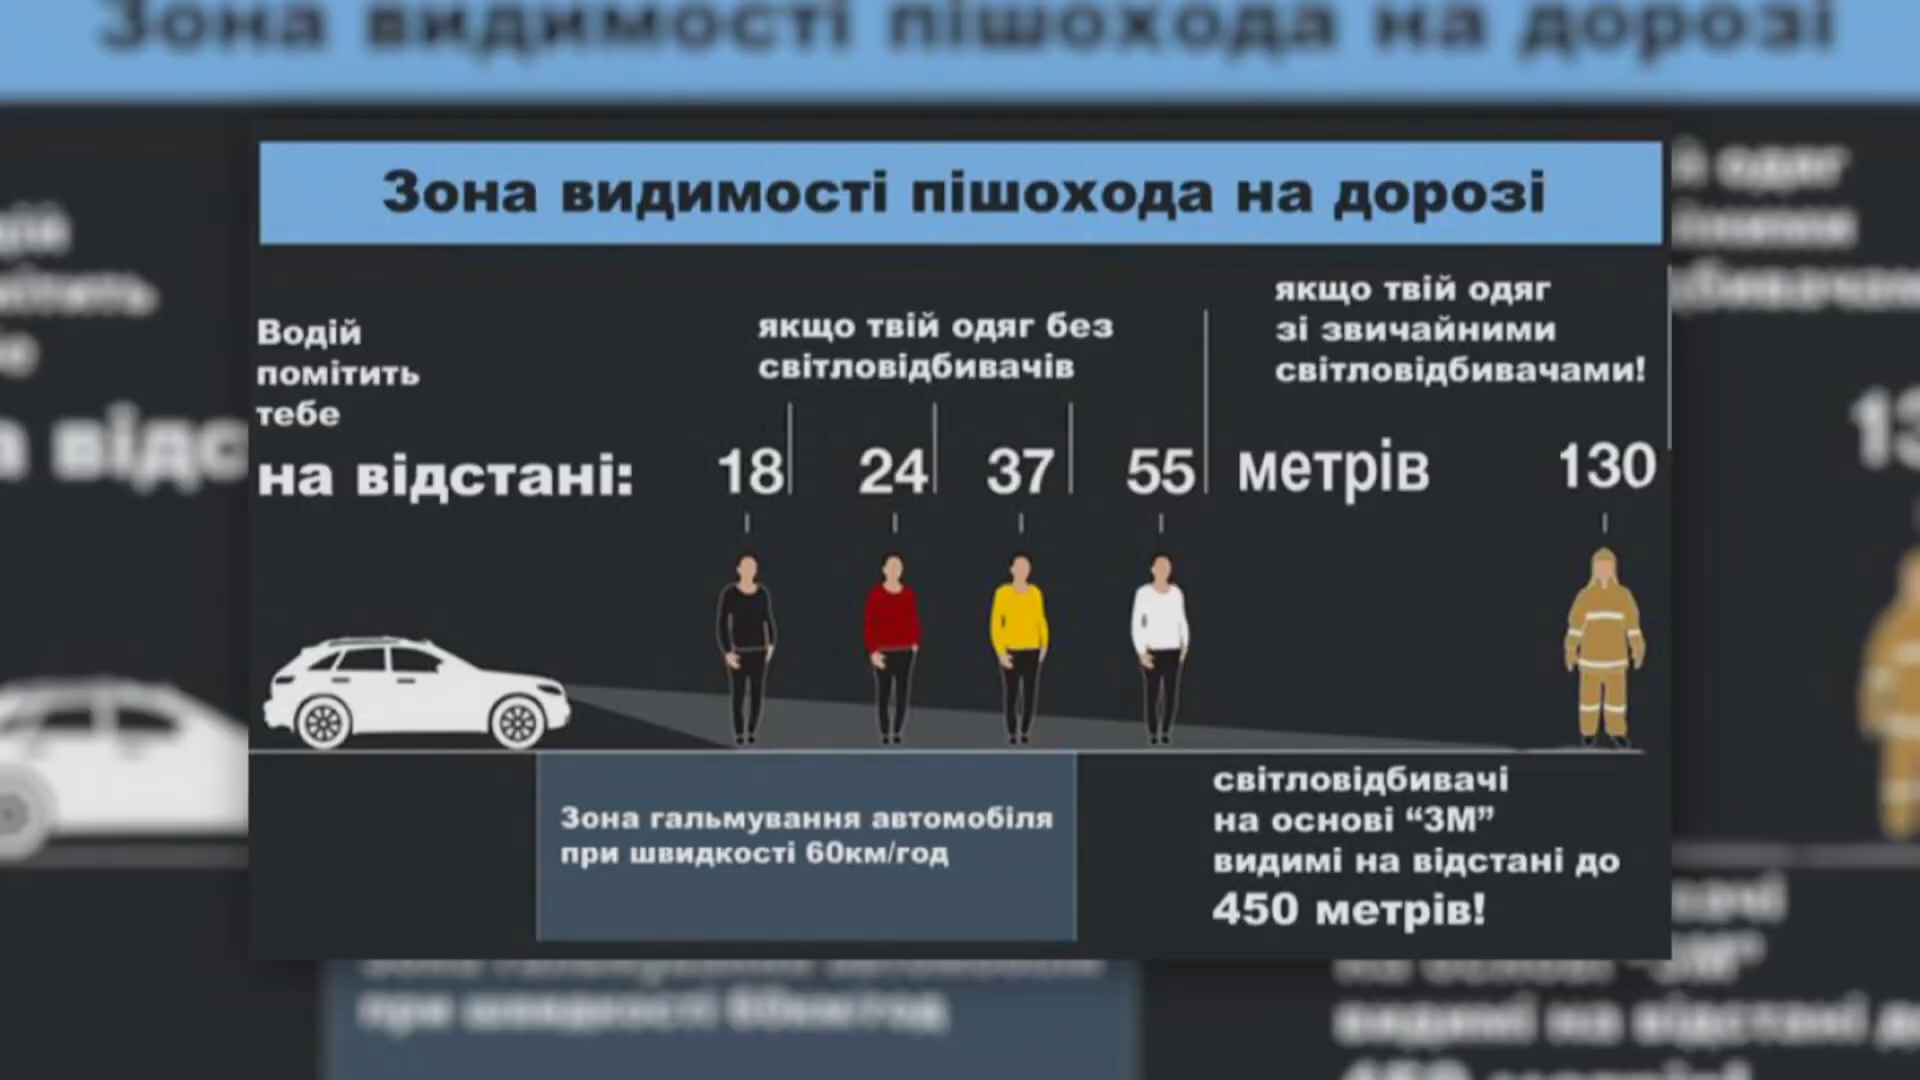 Зона видимості пішохода на дорозі
Водій
помітить
тебе
на відстані:
якщо твій одяг без
світловідбивачів
18 24 37 55 метрів 130
якщо твій одяг
зі звичайними
світловідбивачами!
Зона гальмування автомобіля
при швидкості 60км/год
світловідбивачі
на основі “3М”
видимі на відстані до
450 метрів!